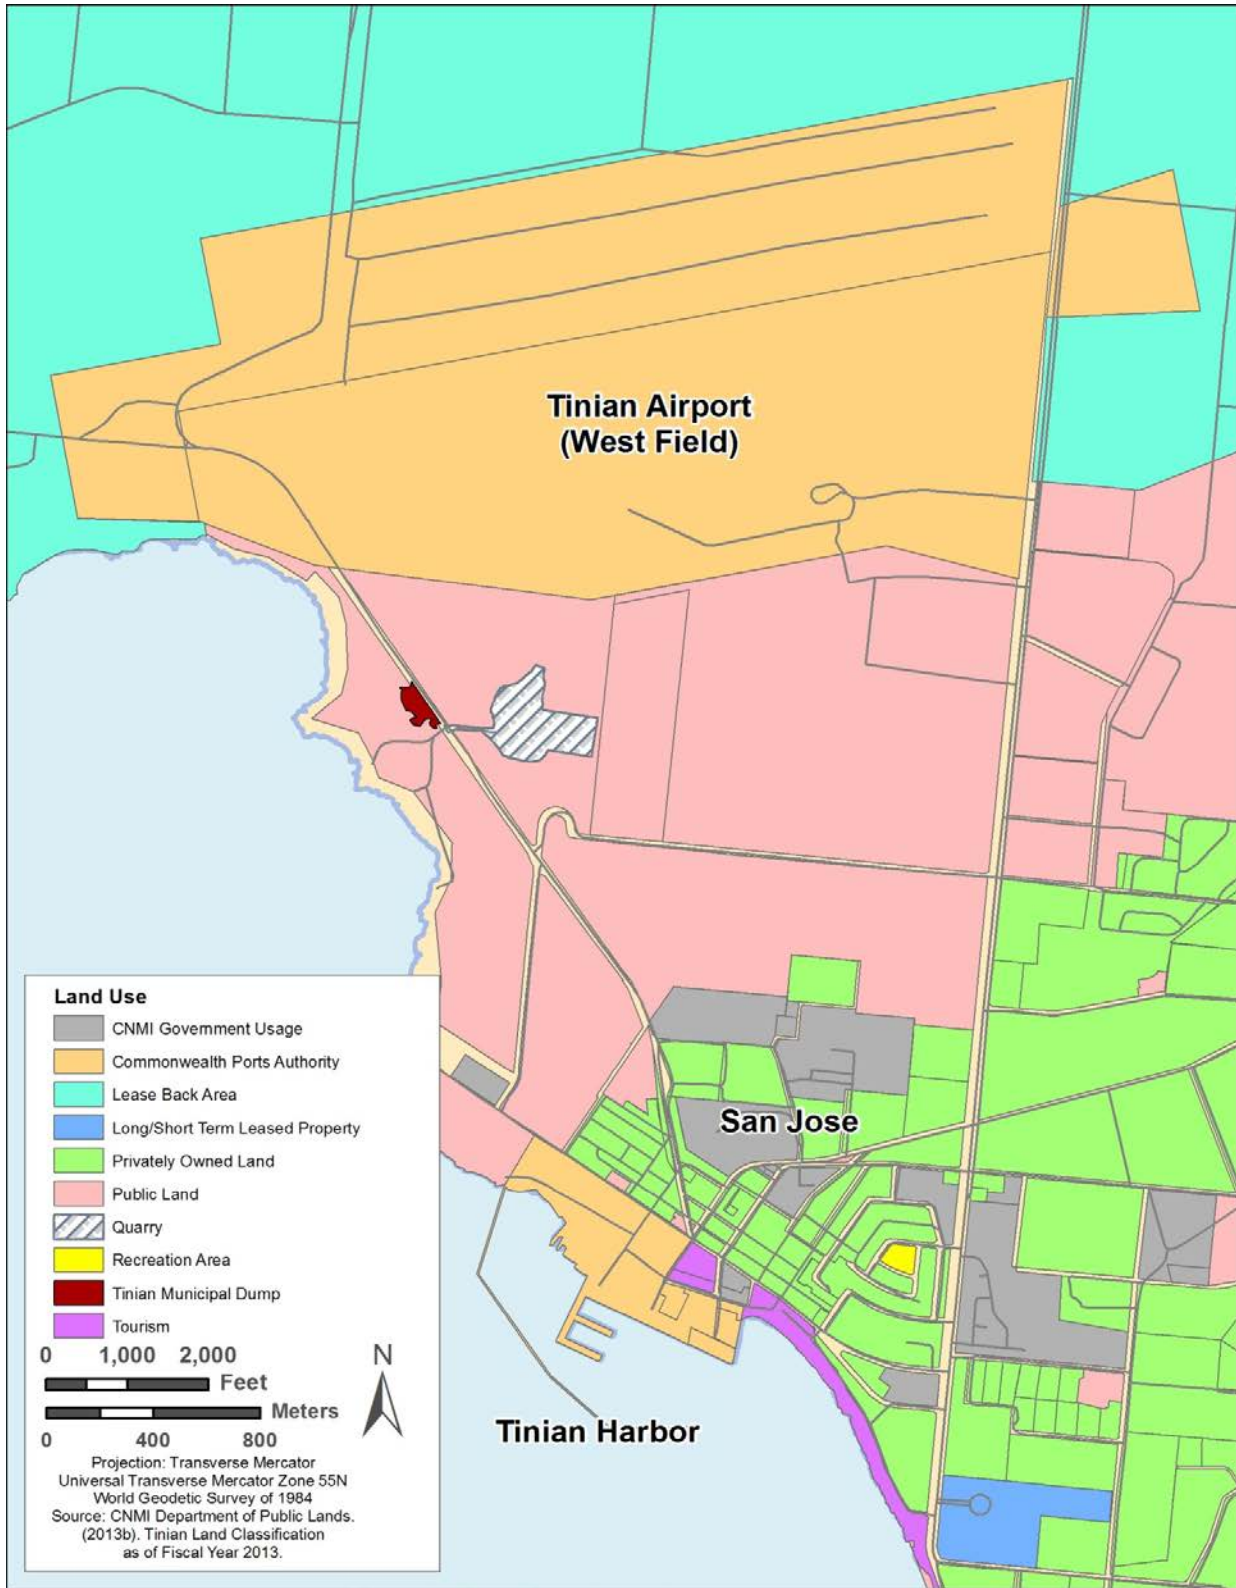 Tinian Airport
(West Field)
San Jose
Tinian Harbor
Land Use
CNMI Government Usage
Commonwealth Ports Authority
Lease Back Area
Long/Short Term Leased Property
Privately Owned Land
Public Land
Quarry
Recreation Area
Tinian Municipal Dump
Tourism
0 1,000 2,000
Feet
Meters
0 400 800
N
Projection: Transverse Mercator
Universal Transverse Mercator Zone 55N
World Geodetic Survey of 1984
Source: CNMI Department of Public Lands.
(2013b). Tinian Land Classification
as of Fiscal Year 2013.